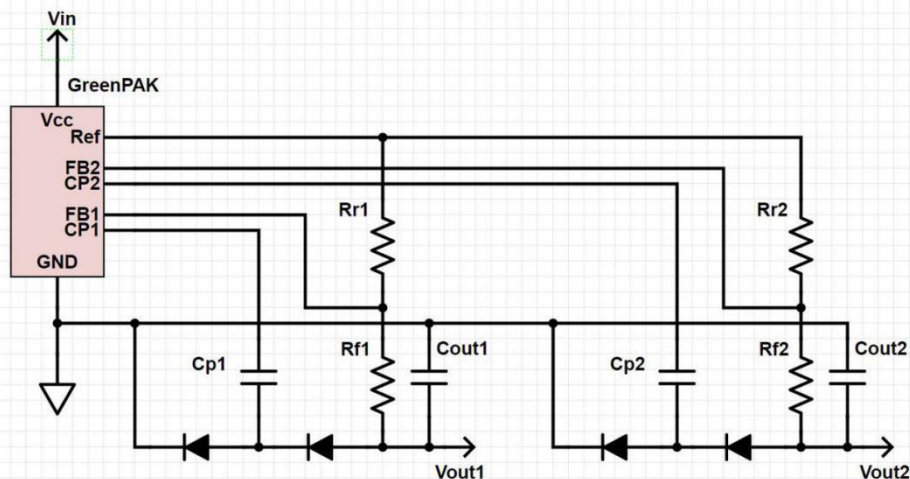 Vin
GreenPAK
Vcc
Ref
FB2
CP2
FB1
CP1
GND
Rr1
Rr2
Cp1
Rf1
Cout1
Cp2
Rf2
Cout2
Vout1
Vout2